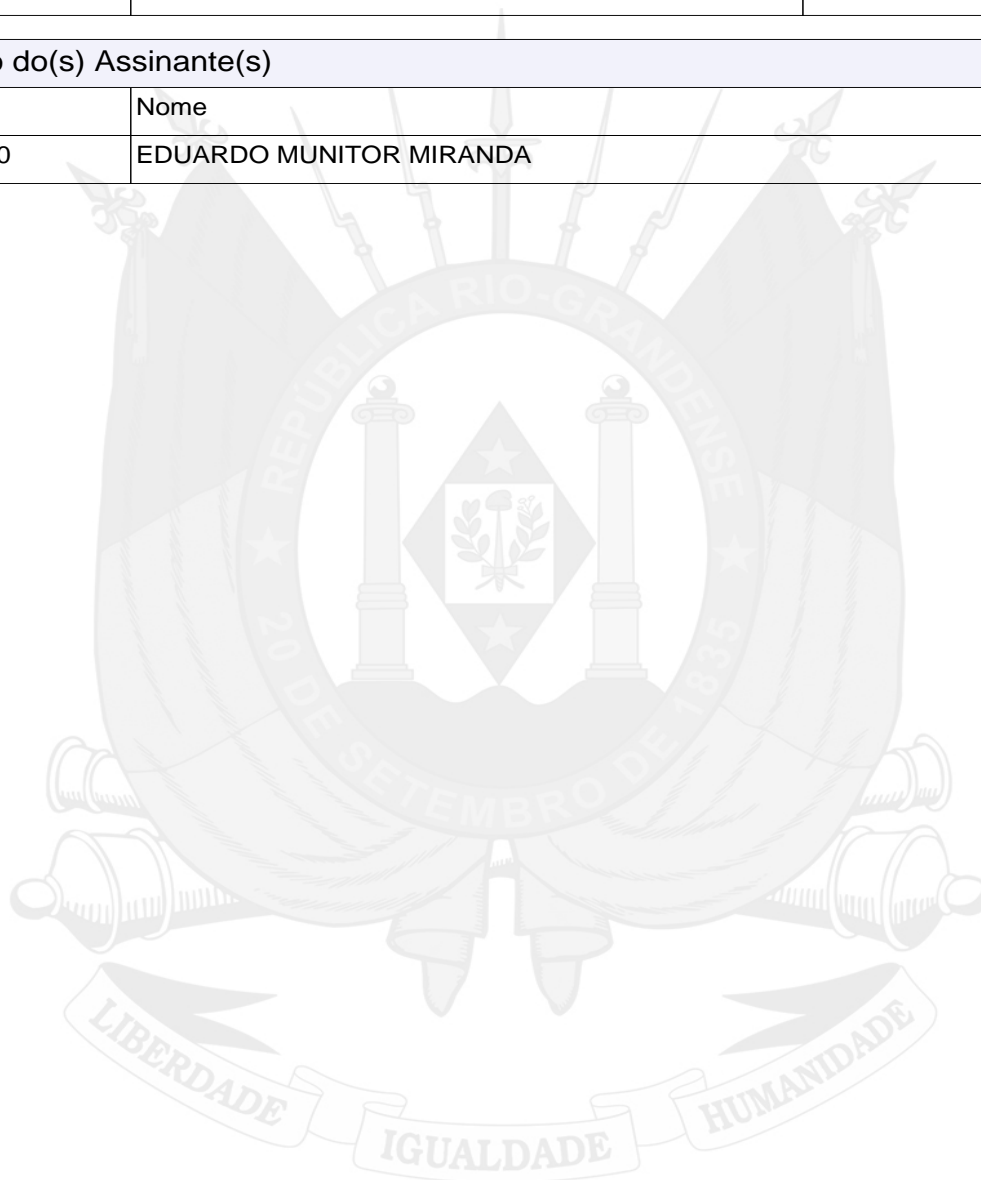 o do(s) Assinante(s)
Nome
0 EDUARDO MUNITOR MIRANDA
REPÚBLICA RIO-GRANDENSE
20 DE SETEMBRO DE 1835
LIBERDADE IGUALDADE HUMANIDADE